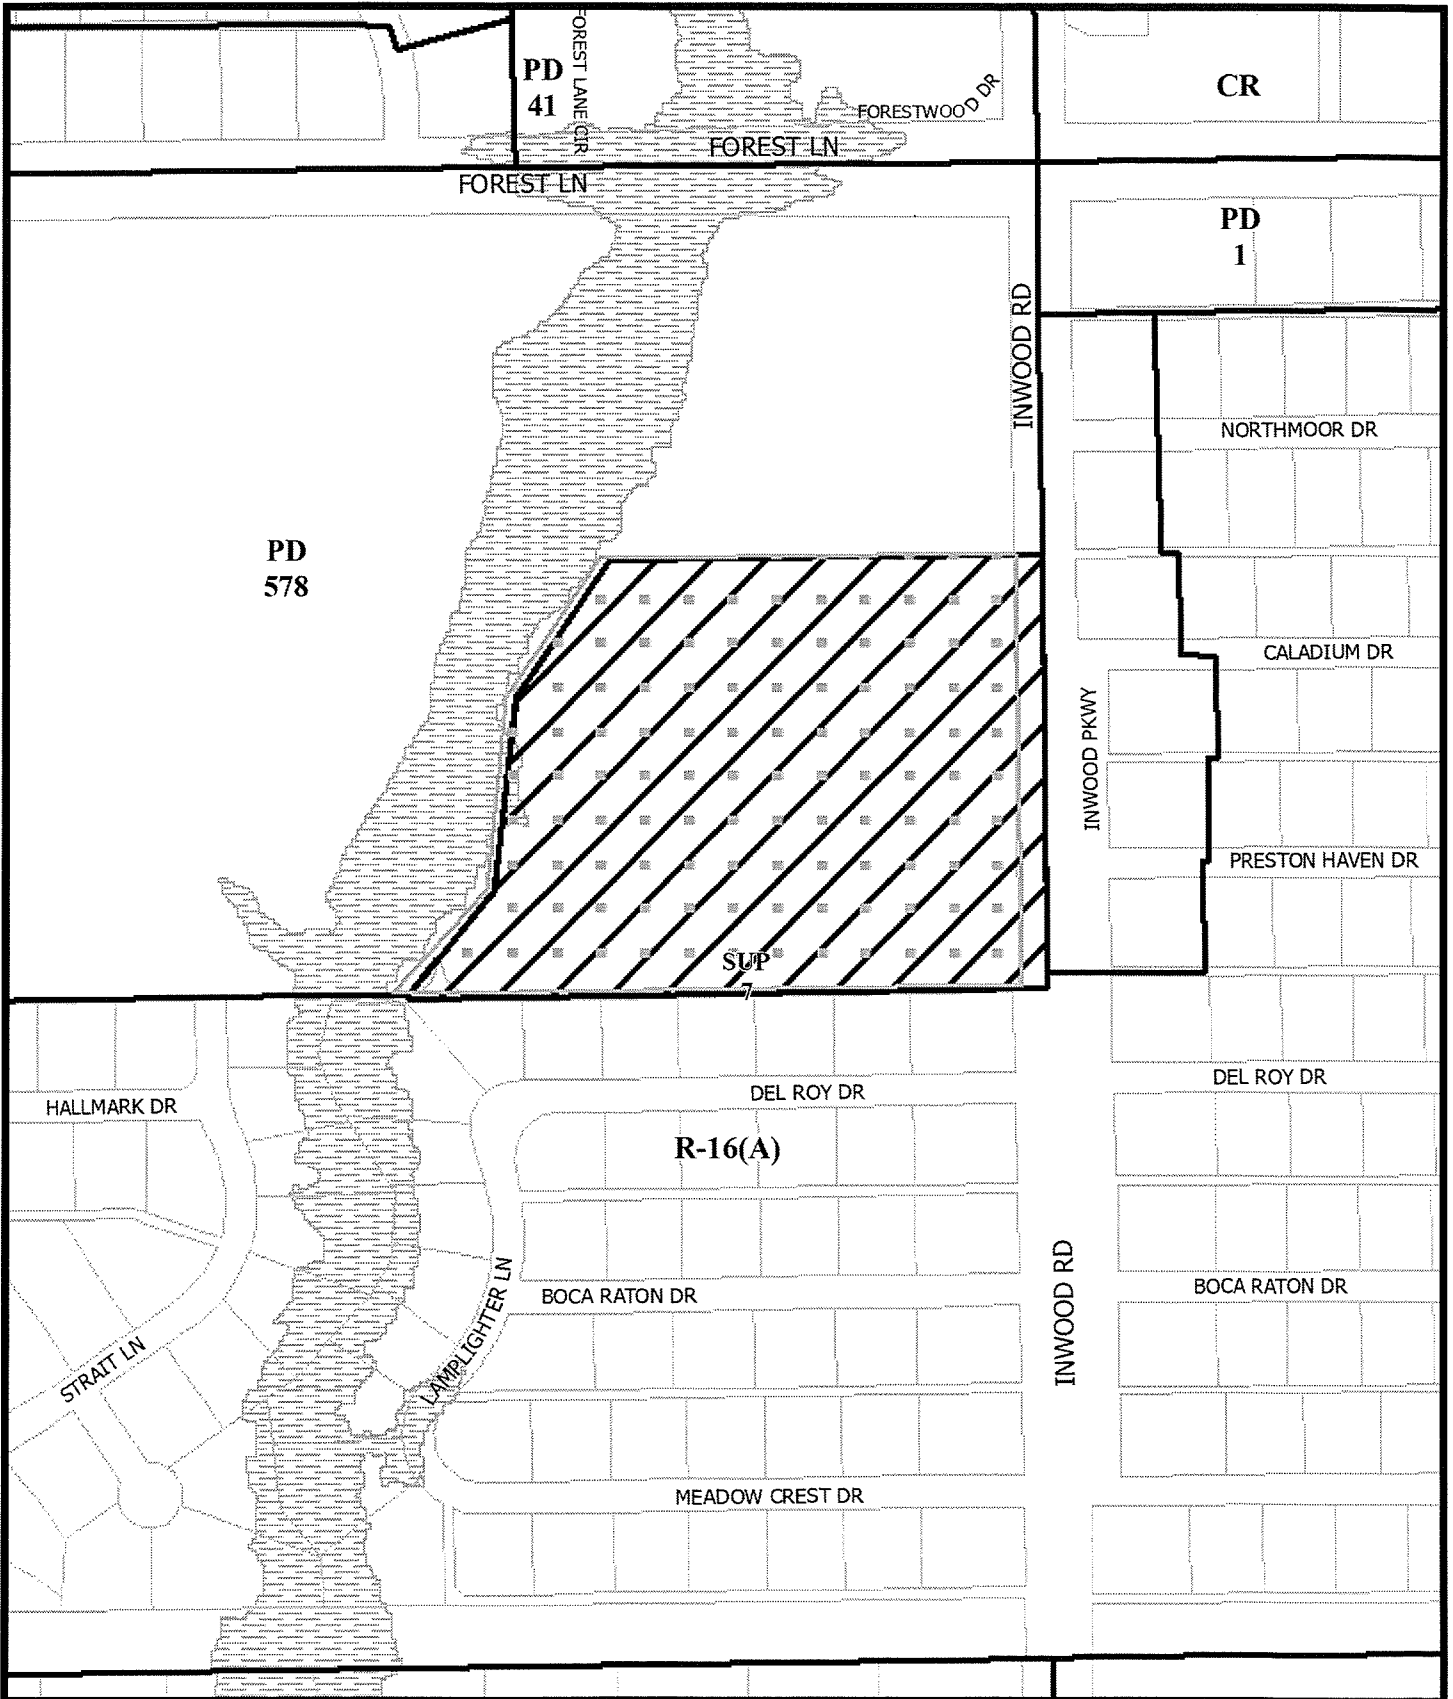 FOREST LANE CIR
PD
41
FORESTWOOD DR
CR
FOREST LN
FOREST LN
PD
1
INWOOD RD
NORTHMOOR DR
PD
578
CALADIUM DR
INWOOD PKWY
PRESTON HAVEN DR
SUP
7
DEL ROY DR
DEL ROY DR
HALLMARK DR
R-16(A)
LAMPLIGHTER LN
INWOOD RD
BOCA RATON DR
BOCA RATON DR
STRAIT LN
MEADOW CREST DR